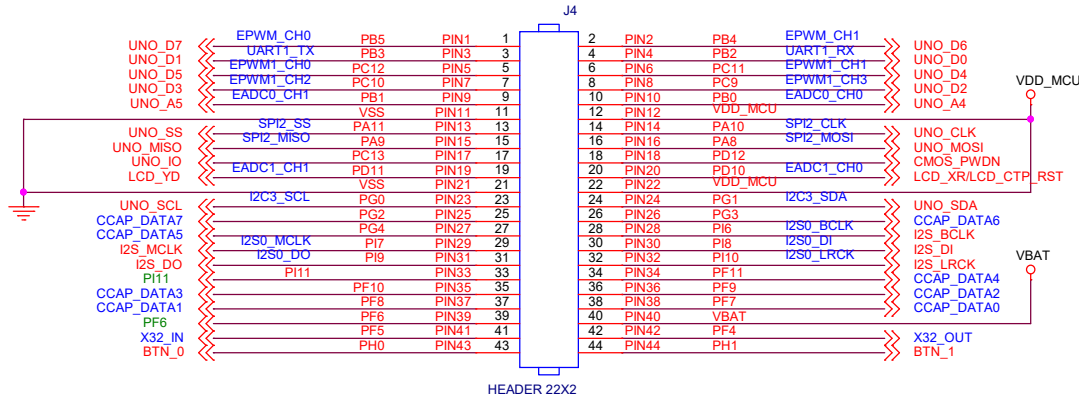 J4
EPWM_CH0 PB5 PIN1 1 2 PIN2 PB4 EPWM_CH1
UNO_D7 UNO_D6
UART1_TX PB3 PIN3 3 4 PIN4 PB2 UART1_RX
UNO_D1 UNO_D0
EPWM1_CH0 PC12 PIN5 5 6 PIN6 PC11 EPWM1_CH1
UNO_D5 UNO_D4
EPWM1_CH2 PC10 PIN7 7 8 PIN8 PC9 EPWM1_CH3
UNO_D3 UNO_D2
VDD_MCU
EADC0_CH1 PB1 PIN9 9 10 PIN10 PB0 EADC0_CH0
UNO_A5 UNO_A4
VSS PIN11 11 12 PIN12 VDD_MCU
SPI2_SS PA11 PIN13 13 14 PIN14 PA10 SPI2_CLK
UNO_SS UNO_CLK
SPI2_MISO PA9 PIN15 15 16 PIN16 PA8 SPI2_MOSI
UNO_MISO UNO_MOSI
PC13 PIN17 17 18 PIN18 PD12
UNO_IO CMOS_PWDN
EADC1_CH1 PD11 PIN19 19 20 PIN20 PD10 EADC1_CH0
LCD_YD LCD_XR/LCD_CTP_RST
VSS PIN21 21 22 PIN22 VDD_MCU
I2C3_SCL PG0 PIN23 23 24 PIN24 PG1 I2C3_SDA
UNO_SCL UNO_SDA
PG2 PIN25 25 26 PIN26 PG3
CCAP_DATA7 CCAP_DATA6
PG4 PIN27 27 28 PIN28 PI6 I2S0_BCLK
CCAP_DATA5 I2S_BCLK
I2S0_MCLK PI7 PIN29 29 30 PIN30 PI8 I2S0_DI
I2S_MCLK I2S_DI
VBAT
I2S0_DO PI9 PIN31 31 32 PIN32 PI10 I2S0_LRCK
I2S_DO I2S_LRCK
PI11 PIN33 33 34 PIN34 PF11
PI11 CCAP_DATA4
PF10 PIN35 35 36 PIN36 PF9
CCAP_DATA3 CCAP_DATA2
PF8 PIN37 37 38 PIN38 PF7
CCAP_DATA1 CCAP_DATA0
PF6 PIN39 39 40 PIN40 VBAT
PF6
PF5 PIN41 41 42 PIN42 PF4
X32_IN X32_OUT
PH0 PIN43 43 44 PIN44 PH1
BTN_0 BTN_1
HEADER 22X2